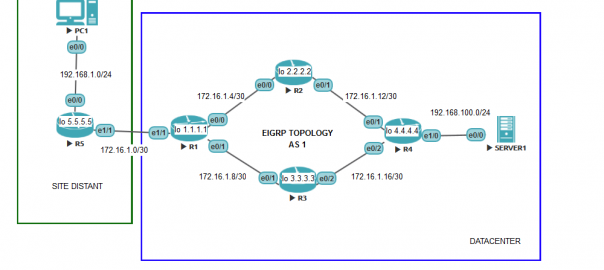 PC1
e0/0
192.168.1.0/24
e0/0
lo 5.5.5.5
R5
e1/1
172.16.1.0/30
SITE DISTANT
e1/1
lo 1.1.1.1
R1
e0/0
e0/1
172.16.1.4/30
172.16.1.8/30
e0/0
lo 2.2.2.2
e0/1
R2
172.16.1.12/30
EIGRP TOPOLOGY
AS 1
e0/1
lo 3.3.3.3
e0/2
R3
172.16.1.16/30
e0/1
e0/2
lo 4.4.4.4
R4
e1/0
192.168.100.0/24
e0/0
SERVER1
DATACENTER